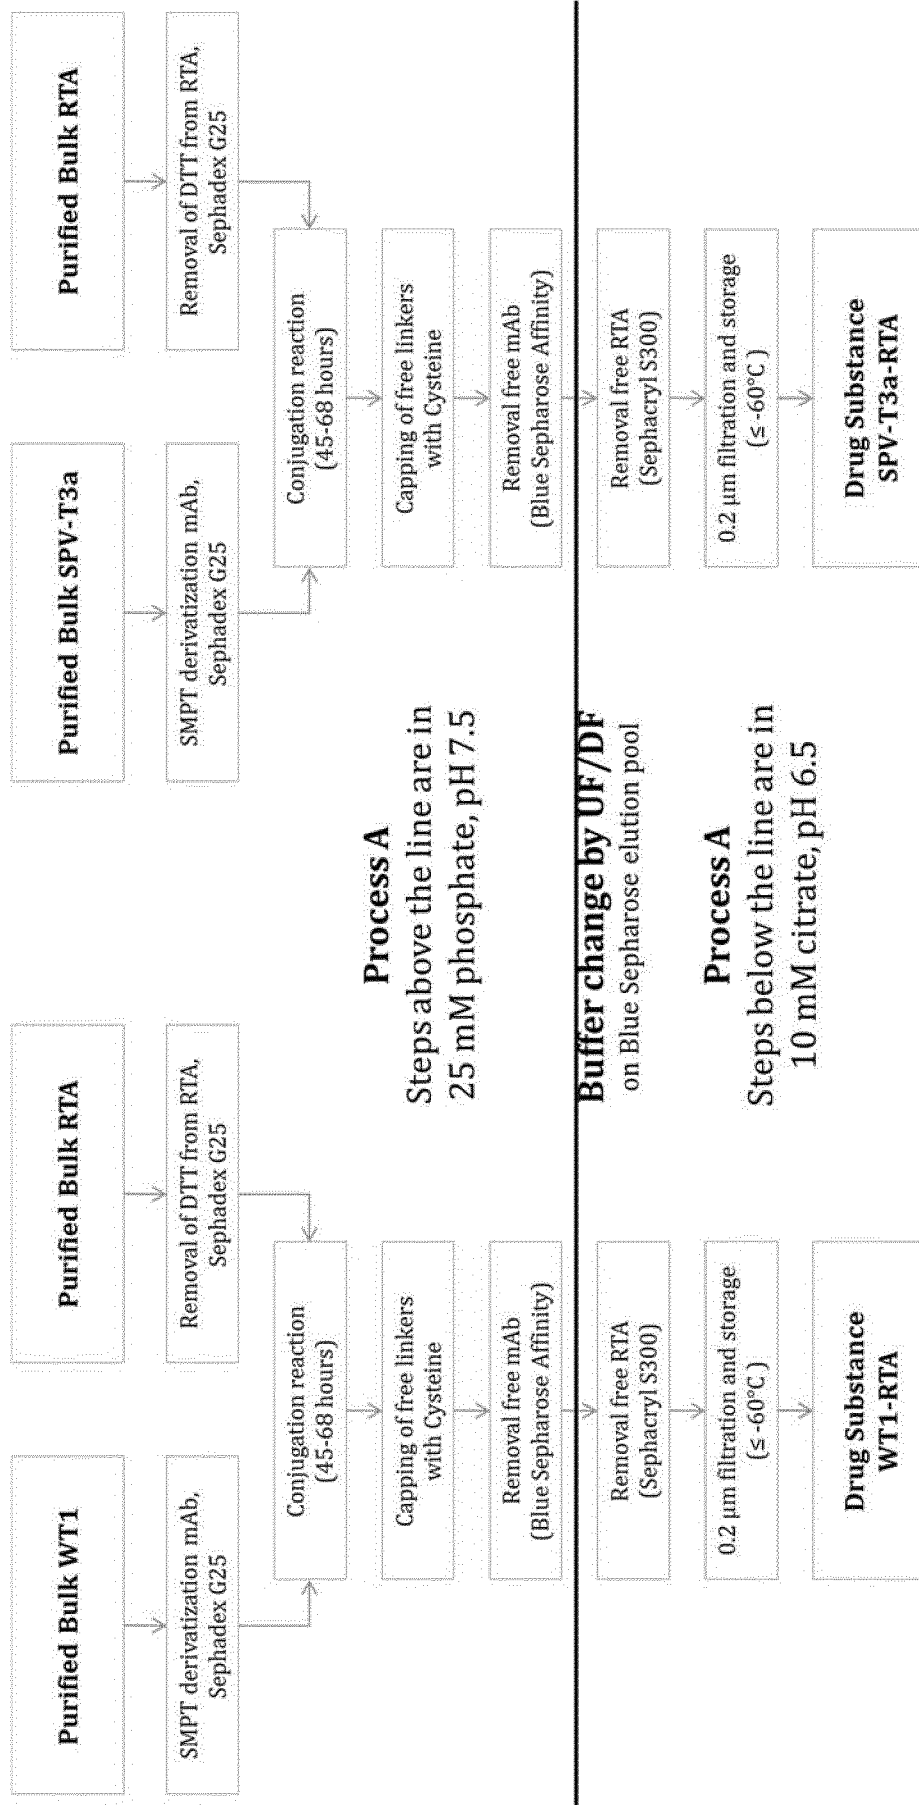 Purified Bulk WT1
Purified Bulk RTA
Purified Bulk SPV-T3a
Purified Bulk RTA
SMPT derivatization mAb,
Sephadex G25
Removal of DTT from RTA,
Sephadex G25
SMPT derivatization mAb,
Sephadex G25
Removal of DTT from RTA,
Sephadex G25
Conjugation reaction
(45-68 hours)
Conjugation reaction
(45-68 hours)
Process A
Steps above the line are in
25 mM phosphate, pH 7.5
Capping of free linkers
with Cysteine
Capping of free linkers
with Cysteine
Removal free mAb
(Blue Sepharose Affinity)
Removal free mAb
(Blue Sepharose Affinity)
Buffer change by UF/DF
on Blue Sepharose elution pool
Removal free RTA
(Sephacryl S300)
Removal free RTA
(Sephacryl S300)
Process A
Steps below the line are in
10 mM citrate, pH 6.5
0.2 µm filtration and storage
(≤ -60°C )
0.2 µm filtration and storage
(≤ -60°C )
Drug Substance
WT1-RTA
Drug Substance
SPV-T3a-RTA